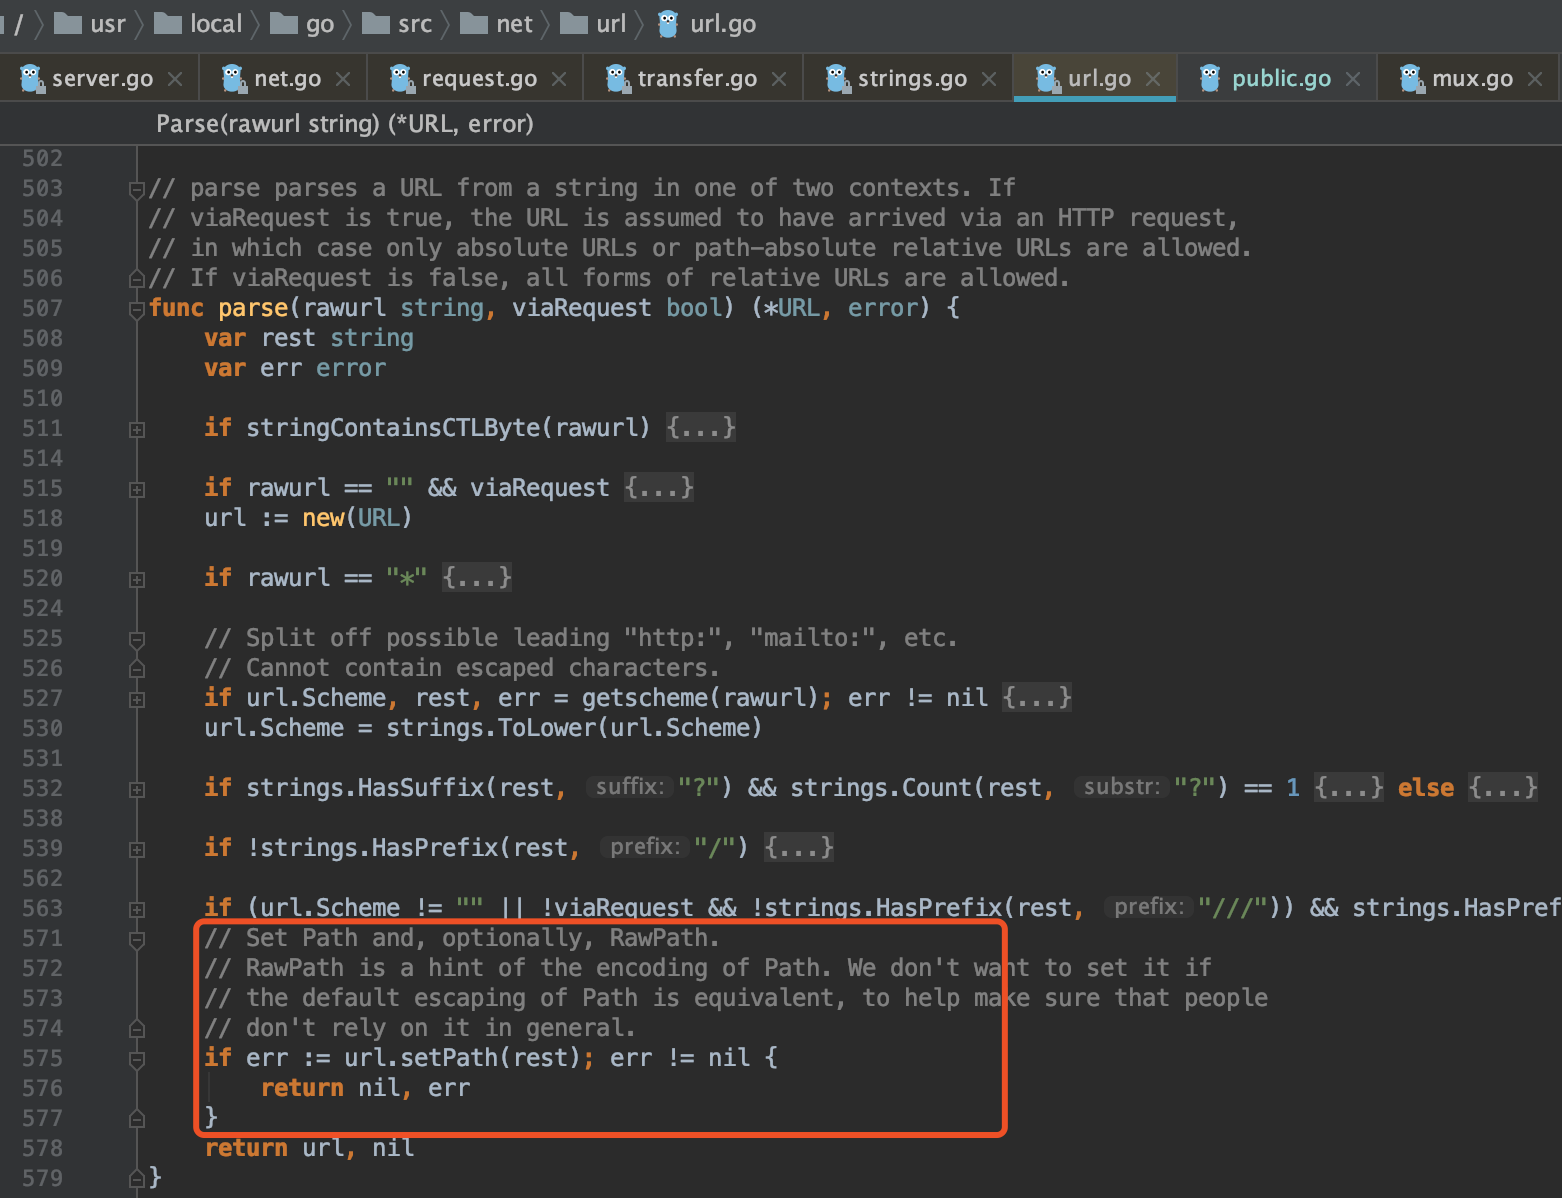 / usr local go src net url url.go
server.go net.go request.go transfer.go strings.go url.go public.go mux.go
Parse(rawurl string) (*URL, error)
502
503 // parse parses a URL from a string in one of two contexts. If
504 // viaRequest is true, the URL is assumed to have arrived via an HTTP request,
505 // in which case only absolute URLs or path-absolute relative URLs are allowed.
506 // If viaRequest is false, all forms of relative URLs are allowed.
507 func parse(rawurl string, viaRequest bool) (*URL, error) {
508 var rest string
509 var err error
510
511 if stringContainsCTLByte(rawurl) {...}
514
515 if rawurl == "" && viaRequest {...}
518 url := new(URL)
519
520 if rawurl == "*" {...}
524
525 // Split off possible leading "http:", "mailto:", etc.
526 // Cannot contain escaped characters.
527 if url.Scheme, rest, err = getscheme(rawurl); err != nil {...}
530 url.Scheme = strings.ToLower(url.Scheme)
531
532 if strings.HasSuffix(rest, suffix: "?") && strings.Count(rest, substr: "?") == 1 {...} else {...}
538
539 if !strings.HasPrefix(rest, prefix: "/") {...}
562
563 if (url.Scheme != "" || !viaRequest && !strings.HasPrefix(rest, prefix: "///")) && strings.HasPref
571 // Set Path and, optionally, RawPath.
572 // RawPath is a hint of the encoding of Path. We don't want to set it if
573 // the default escaping of Path is equivalent, to help make sure that people
574 // don't rely on it in general.
575 if err := url.setPath(rest); err != nil {
576 return nil, err
577 }
578 return url, nil
579 }